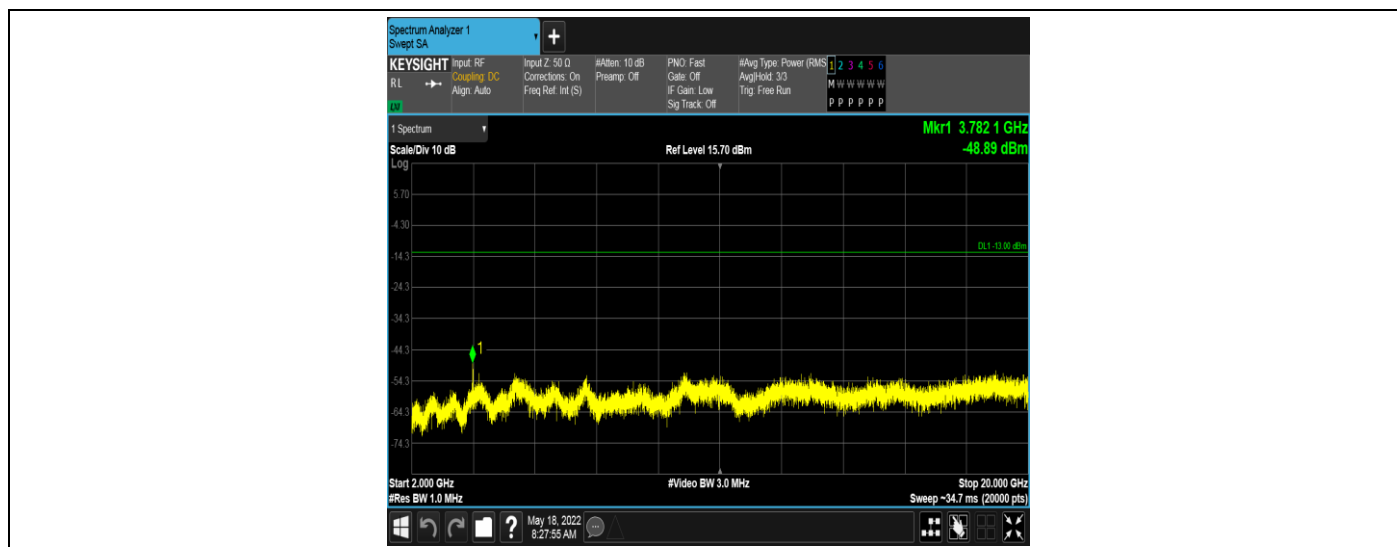 Spectrum Analyzer 1
Swept SA
+
KEYSIGHT Input: RF Input Z: 50 Ω #Atten: 10 dB PNO: Fast #Avg Type: Power (RMS 1 2 3 4 5 6
RL Coupling: DC Corrections: On Preamp: Off Gate: Off Avg|Hold: 3/3 M W W W W W
Align: Auto Freq Ref: Int (S) IF Gain: Low Trig: Free Run P P P P P P
Sig Track: Off
1 Spectrum Mkr1 3.782 1 GHz
Scale/Div 10 dB Ref Level 15.70 dBm -48.89 dBm
Log
5.70
-4.30
DL1 -13.00 dBm
-14.3
-24.3
-34.3
-44.3
1
-54.3
-64.3
-74.3
Start 2.000 GHz #Video BW 3.0 MHz Stop 20.000 GHz
#Res BW 1.0 MHz Sweep ~34.7 ms (20000 pts)
? May 18, 2022
8:27:55 AM